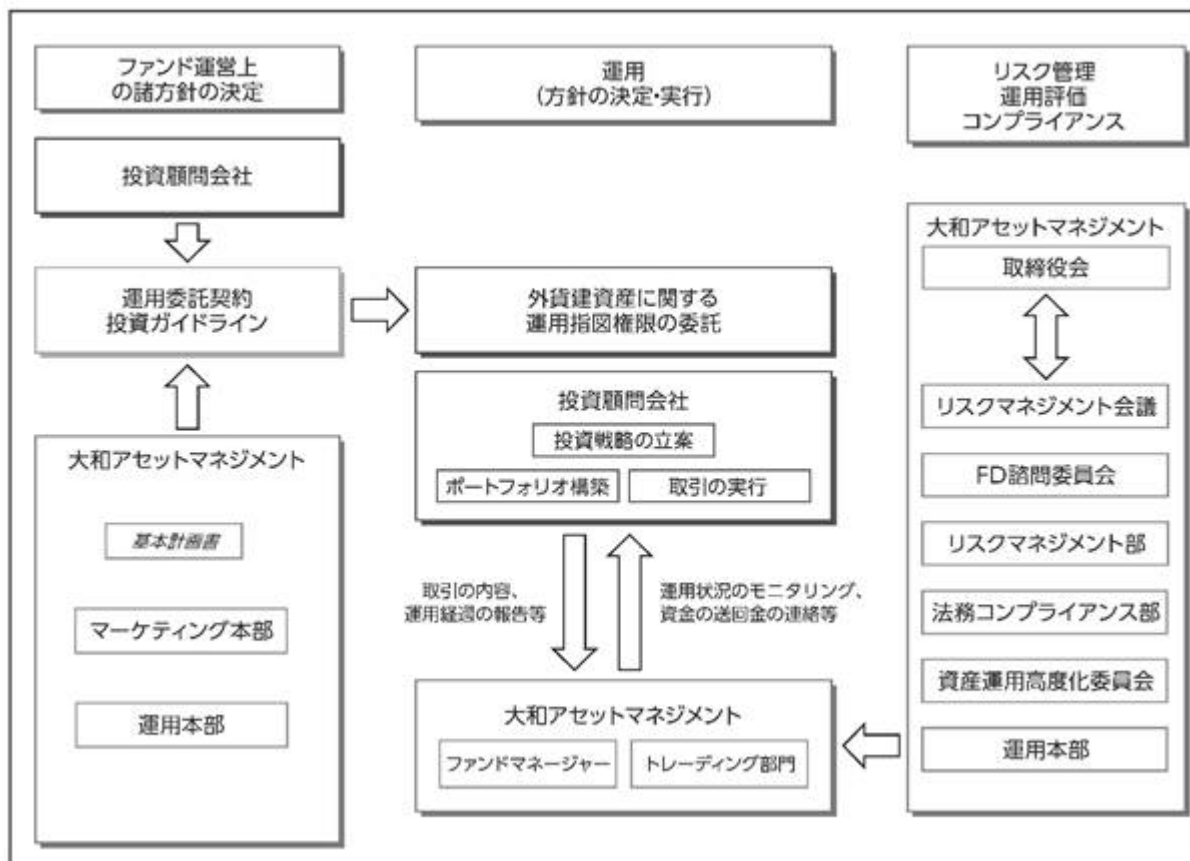 ファンド運営上
の諸方針の決定
投資顧問会社
運用委託契約
投資ガイドライン
大和アセットマネジメント
基本計画書
マーケティング本部
運用本部
運用
(方針の決定・実行)
外貨建資産に関する
運用指図権限の委託
投資顧問会社
投資戦略の立案
ポートフォリオ構築
取引の実行
取引の内容、
運用経過の報告等
運用状況のモニタリング、
資金の送回金の連絡等
大和アセットマネジメント
ファンドマネージャー
トレーディング部門
リスク管理
運用評価
コンプライアンス
大和アセットマネジメント
取締役会
リスクマネジメント会議
FD諮問委員会
リスクマネジメント部
法務コンプライアンス部
資産運用高度化委員会
運用本部